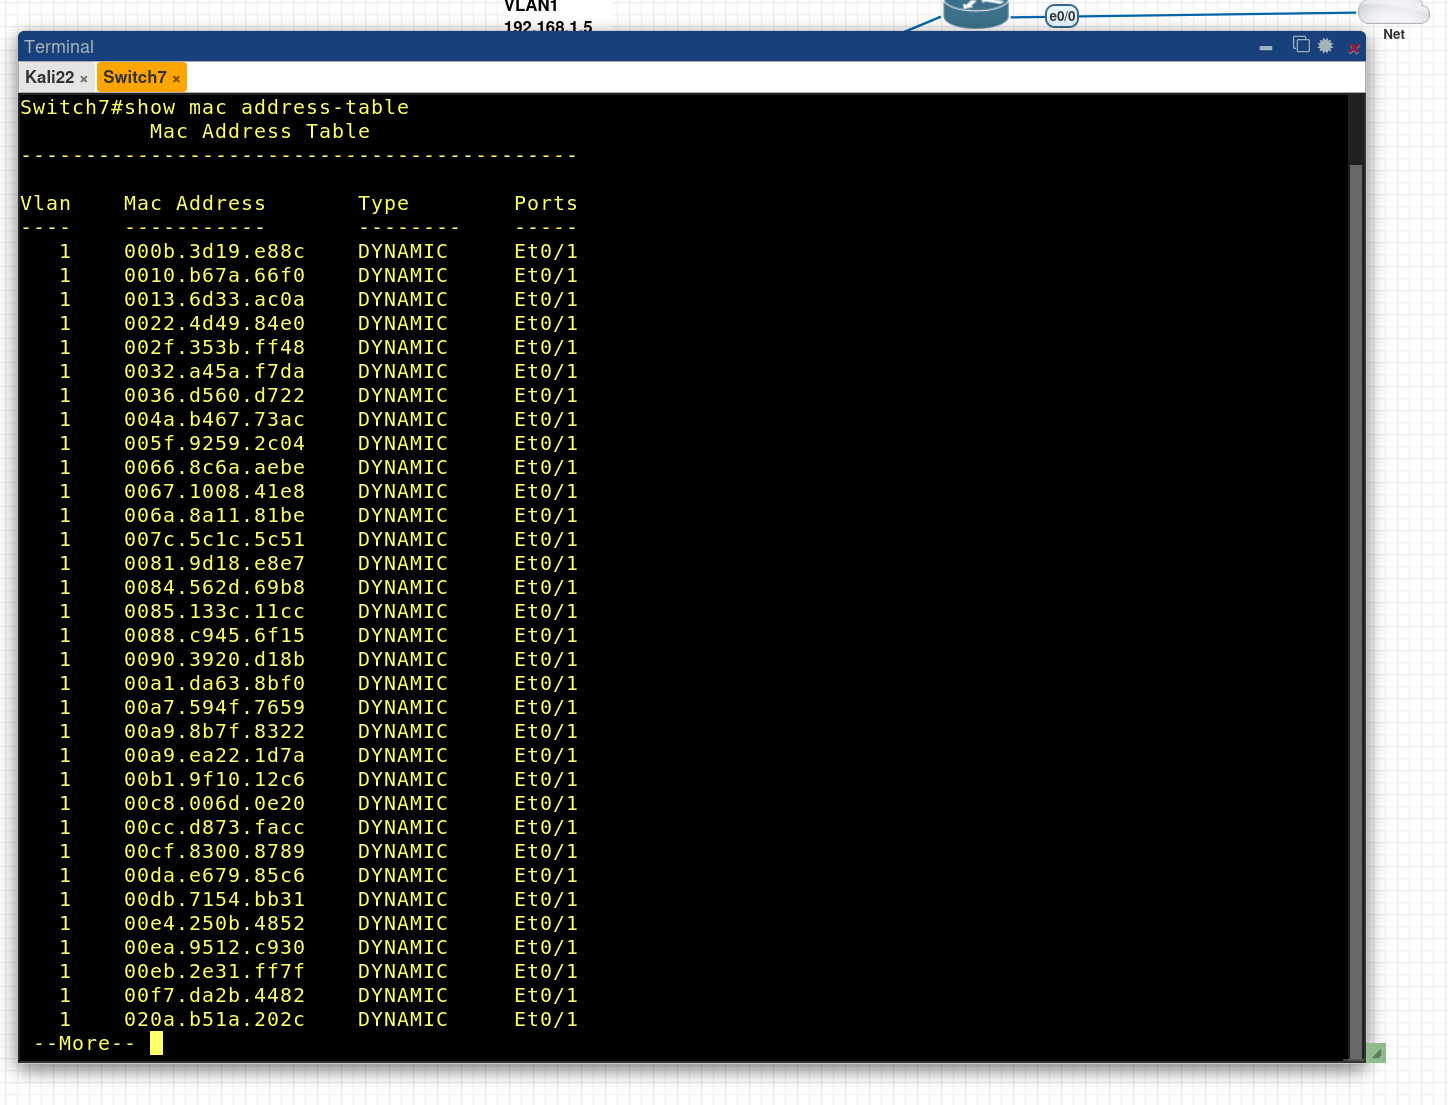 VLAN1
192.168.1.5
e0/0
Net
Terminal
Kali22 ×
Switch7 ×
Switch7#show mac address-table
          Mac Address Table
-------------------------------------------

Vlan    Mac Address       Type        Ports
----    -----------       --------    -----
   1    000b.3d19.e88c    DYNAMIC     Et0/1
   1    0010.b67a.66f0    DYNAMIC     Et0/1
   1    0013.6d33.ac0a    DYNAMIC     Et0/1
   1    0022.4d49.84e0    DYNAMIC     Et0/1
   1    002f.353b.ff48    DYNAMIC     Et0/1
   1    0032.a45a.f7da    DYNAMIC     Et0/1
   1    0036.d560.d722    DYNAMIC     Et0/1
   1    004a.b467.73ac    DYNAMIC     Et0/1
   1    005f.9259.2c04    DYNAMIC     Et0/1
   1    0066.8c6a.aebe    DYNAMIC     Et0/1
   1    0067.1008.41e8    DYNAMIC     Et0/1
   1    006a.8a11.81be    DYNAMIC     Et0/1
   1    007c.5c1c.5c51    DYNAMIC     Et0/1
   1    0081.9d18.e8e7    DYNAMIC     Et0/1
   1    0084.562d.69b8    DYNAMIC     Et0/1
   1    0085.133c.11cc    DYNAMIC     Et0/1
   1    0088.c945.6f15    DYNAMIC     Et0/1
   1    0090.3920.d18b    DYNAMIC     Et0/1
   1    00a1.da63.8bf0    DYNAMIC     Et0/1
   1    00a7.594f.7659    DYNAMIC     Et0/1
   1    00a9.8b7f.8322    DYNAMIC     Et0/1
   1    00a9.ea22.1d7a    DYNAMIC     Et0/1
   1    00b1.9f10.12c6    DYNAMIC     Et0/1
   1    00c8.006d.0e20    DYNAMIC     Et0/1
   1    00cc.d873.facc    DYNAMIC     Et0/1
   1    00cf.8300.8789    DYNAMIC     Et0/1
   1    00da.e679.85c6    DYNAMIC     Et0/1
   1    00db.7154.bb31    DYNAMIC     Et0/1
   1    00e4.250b.4852    DYNAMIC     Et0/1
   1    00ea.9512.c930    DYNAMIC     Et0/1
   1    00eb.2e31.ff7f    DYNAMIC     Et0/1
   1    00f7.da2b.4482    DYNAMIC     Et0/1
   1    020a.b51a.202c    DYNAMIC     Et0/1
 --More--